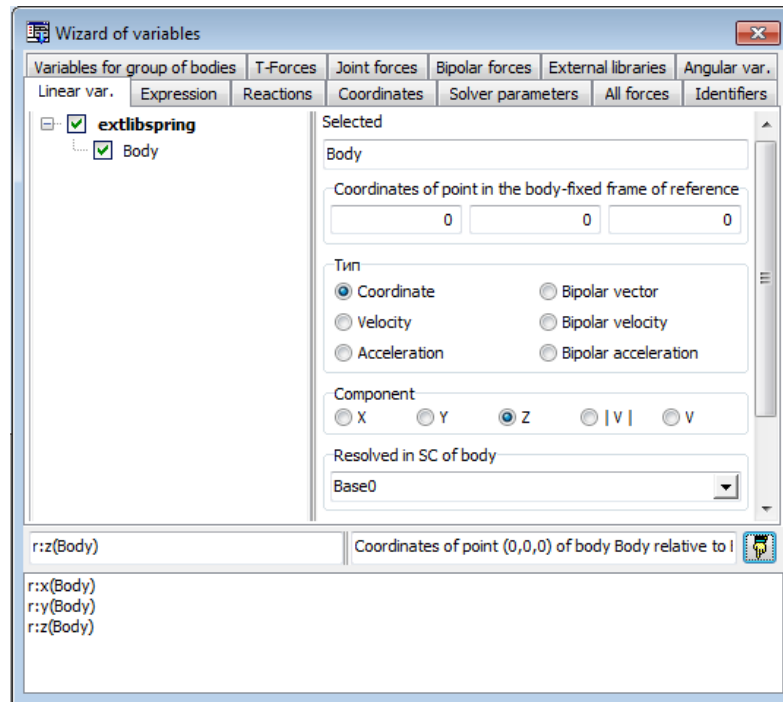 Wizard of variables
Variables for group of bodies T-Forces Joint forces Bipolar forces External libraries Angular var.
Linear var. Expression Reactions Coordinates Solver parameters All forces Identifiers
extlibspring
Body
Selected
Body
Coordinates of point in the body-fixed frame of reference
0 0 0
Тип
Coordinate Bipolar vector
Velocity Bipolar velocity
Acceleration Bipolar acceleration
Component
X Y Z | V | V
Resolved in SC of body
Base0
r:z(Body) Coordinates of point (0,0,0) of body Body relative to
r:x(Body)
r:y(Body)
r:z(Body)